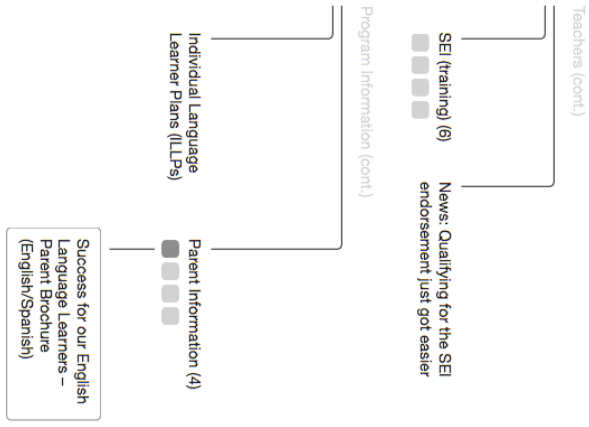 Teachers (cont.)
SEI (training) (6)
News: Qualifying for the SEI
endorsement just got easier
Program Information (cont.)
Individual Language
Learner Plans (ILLPs)
Parent Information (4)
Success for our English
Language Learners –
Parent Brochure
(English/Spanish)